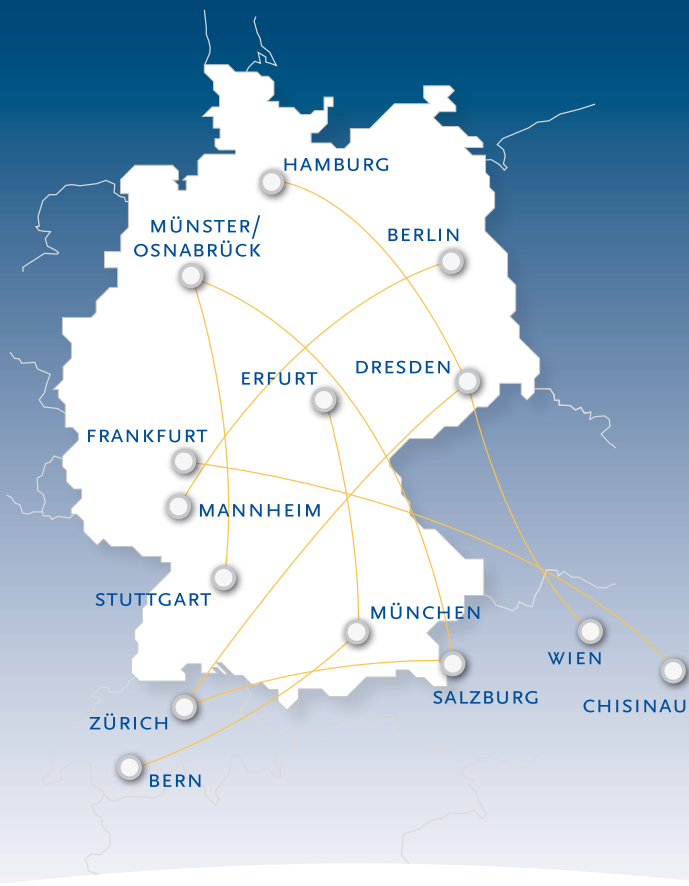 HAMBURG
MÜNSTER/
OSNABRÜCK
BERLIN
DRESDEN
ERFURT
FRANKFURT
MANNHEIM
STUTTGART
MÜNCHEN
WIEN
SALZBURG
CHISINAU
ZÜRICH
BERN